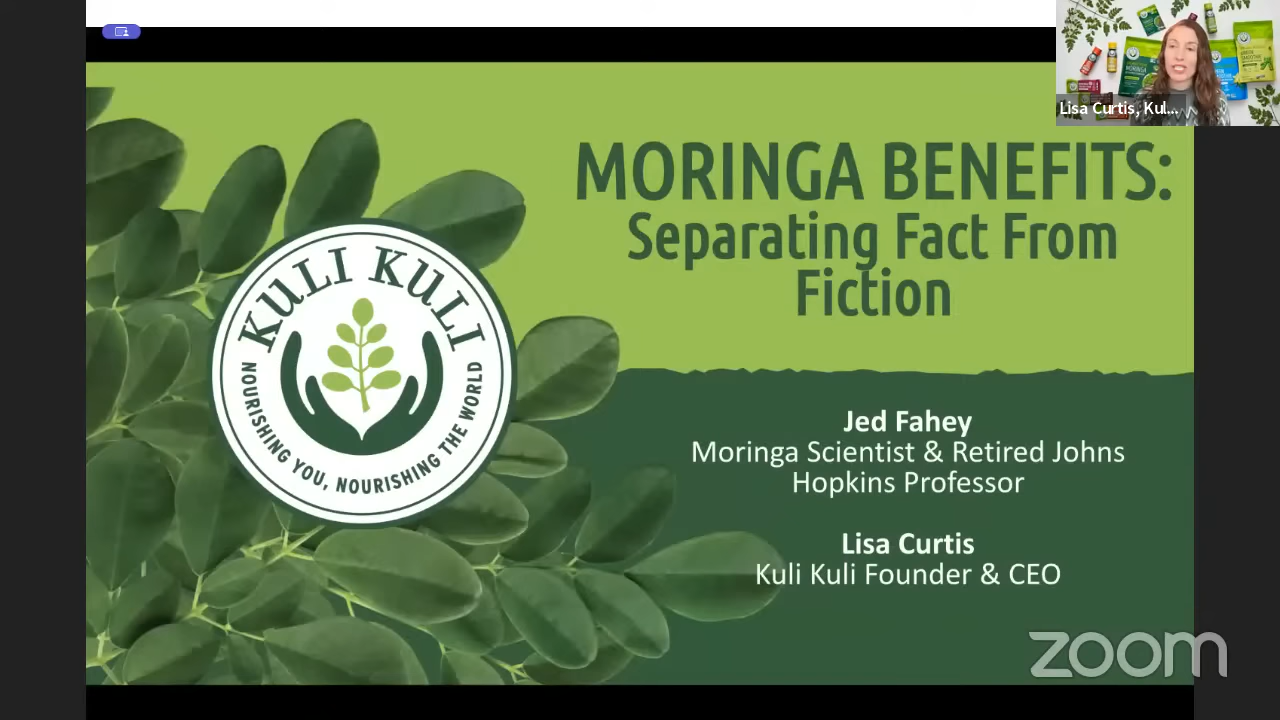 Lisa Curtis, Kul...
MORINGA BENEFITS:
Separating Fact From
Fiction
KULI KULI
NOURISHING YOU, NOURISHING THE WORLD
Jed Fahey
Moringa Scientist & Retired Johns
Hopkins Professor
Lisa Curtis
Kuli Kuli Founder & CEO
zoom